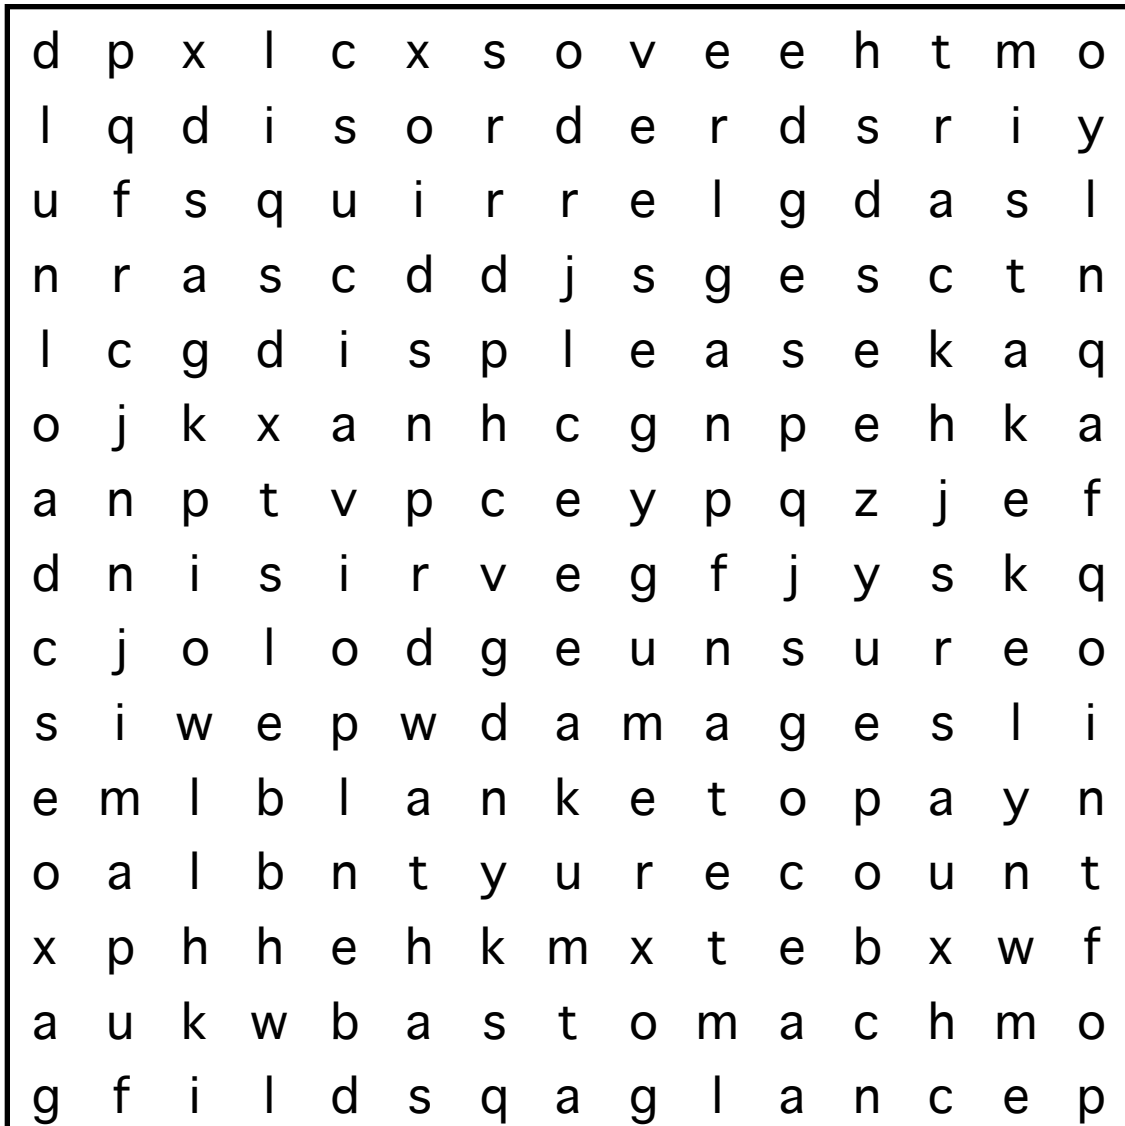 d p x l c x s o v e e h t m o
l q d i s o r d e r d s r i y
u f s q u i r r e l g d a s l
n r a s c d d j s g e s c t n
l c g d i s p l e a s e k a q
o j k x a n h c g n p e h k a
a n p t v p c e y p q z j e f
d n i s i r v e g f j y s k q
c j o l o d g e u n s u r e o
s i w e p w d a m a g e s l i
e m l b l a n k e t o p a y n
o a l b n t y u r e c o u n t
x p h h e h k m x t e b x w f
a u k w b a s t o m a c h m o
g f i l d s q a g l a n c e p